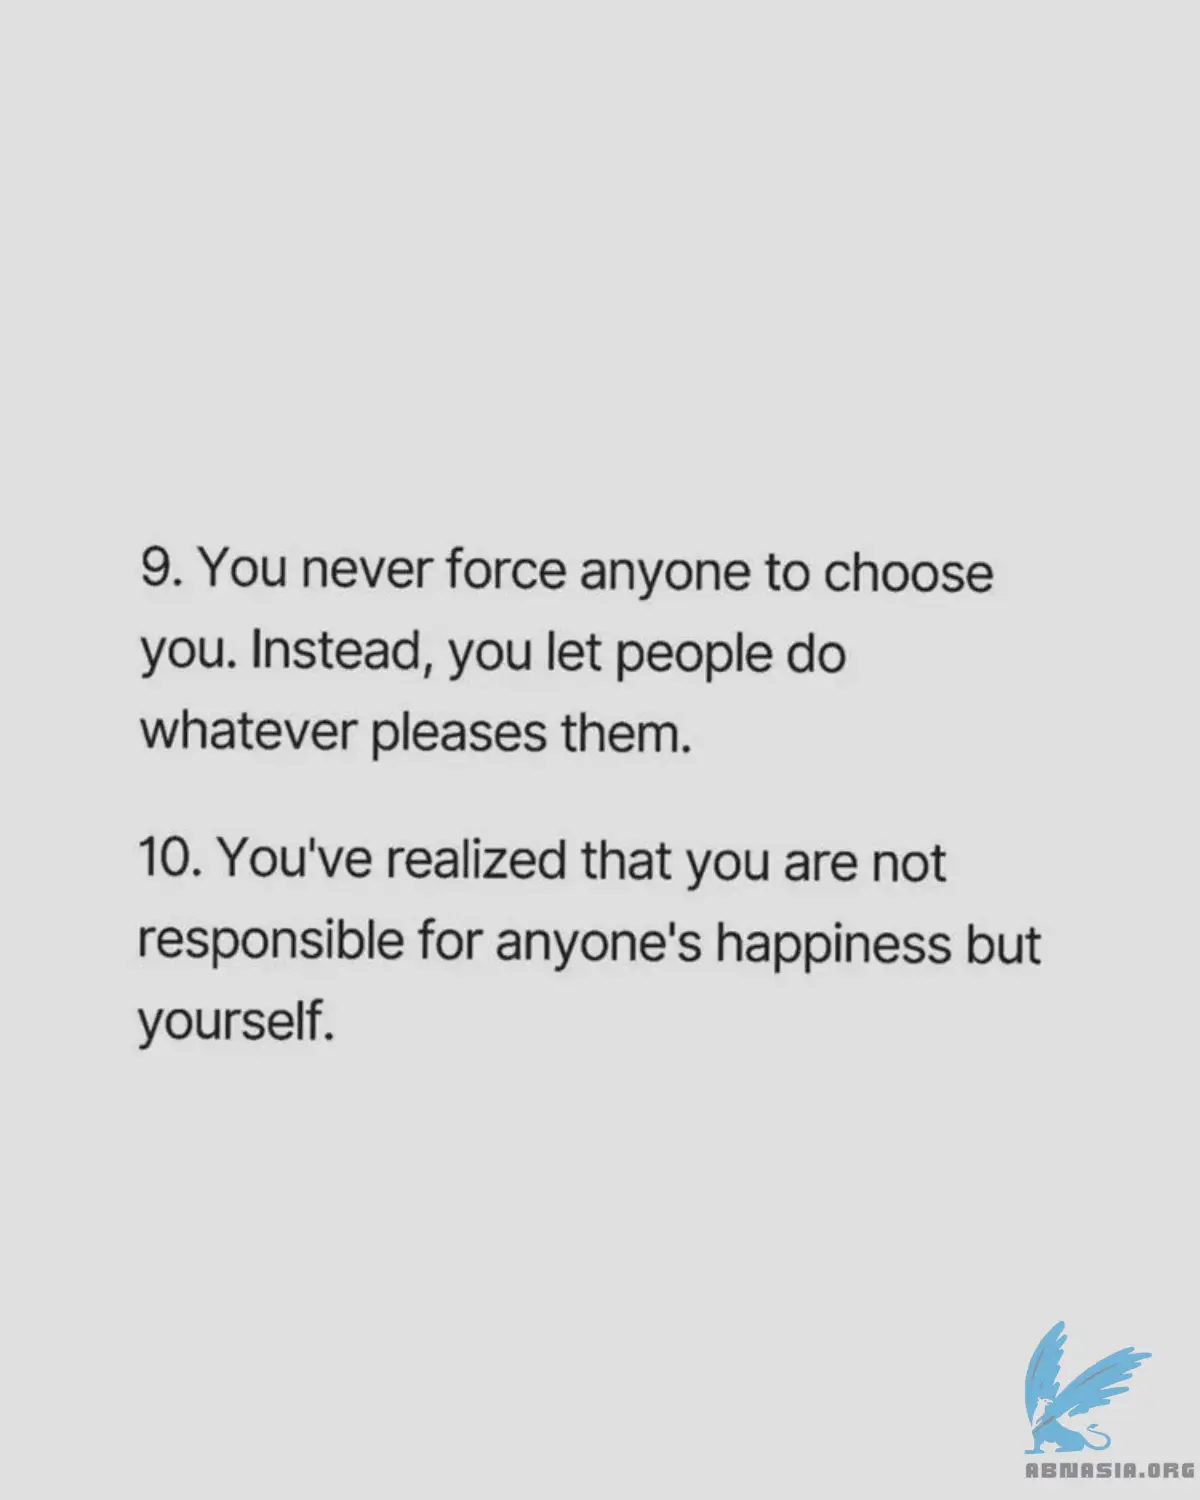 9. You never force anyone to choose
you. Instead, you let people do
whatever pleases them.
10. You've realized that you are not
responsible for anyone's happiness but
yourself.
ABNASIA.ORG